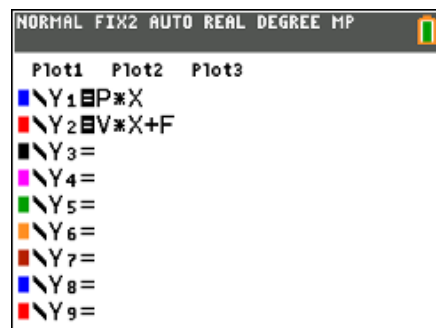 NORMAL FIX2 AUTO REAL DEGREE MP
Plot1 Plot2 Plot3
\Y1=P*X
\Y2=V*X+F
\Y3=
\Y4=
\Y5=
\Y6=
\Y7=
\Y8=
\Y9=